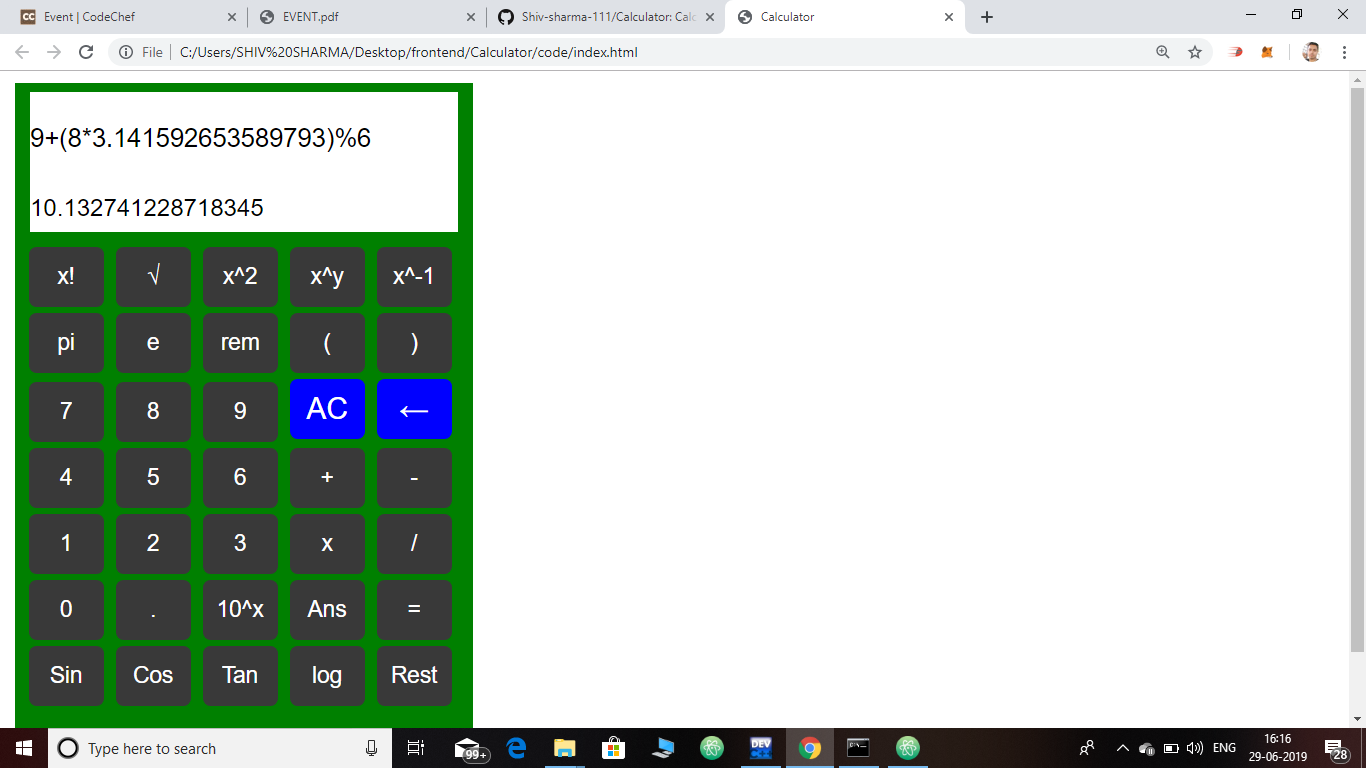 Event | CodeChef
EVENT.pdf
Shiv-sharma-111/Calculator: Calc
Calculator
File
C:/Users/SHIV%20SHARMA/Desktop/frontend/Calculator/code/index.html
9+(8*3.141592653589793)%6
10.132741228718345
x! √ x^2 x^y x^-1
pi e rem ( )
7 8 9 AC ←
4 5 6 + -
1 2 3 x /
0 . 10^x Ans =
Sin Cos Tan log Rest
Type here to search
99+
DEV
ENG
16:16
29-06-2019
28